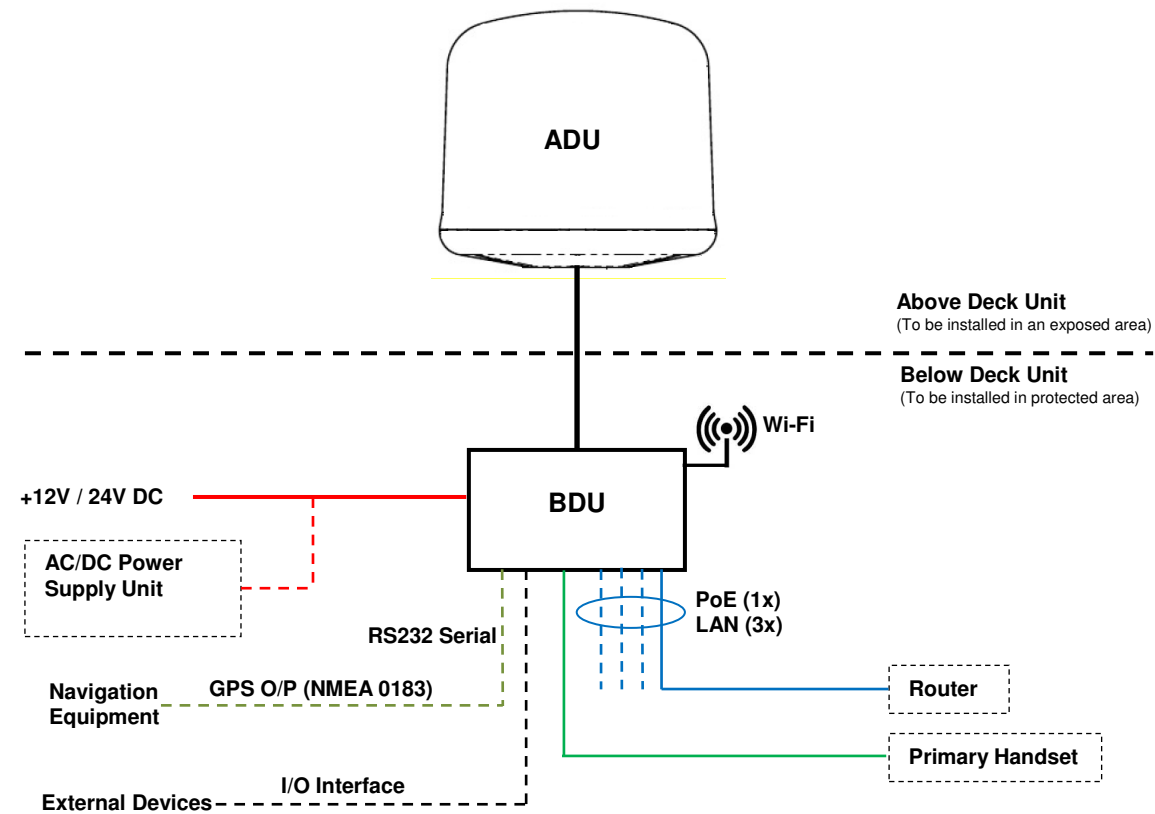 ADU
Above Deck Unit
(To be installed in an exposed area)
Below Deck Unit
(To be installed in protected area)
Wi-Fi
+12V / 24V DC
BDU
AC/DC Power
Supply Unit
PoE (1x)
LAN (3x)
RS232 Serial
Navigation
Equipment
GPS O/P (NMEA 0183)
Router
Primary Handset
I/O Interface
External Devices